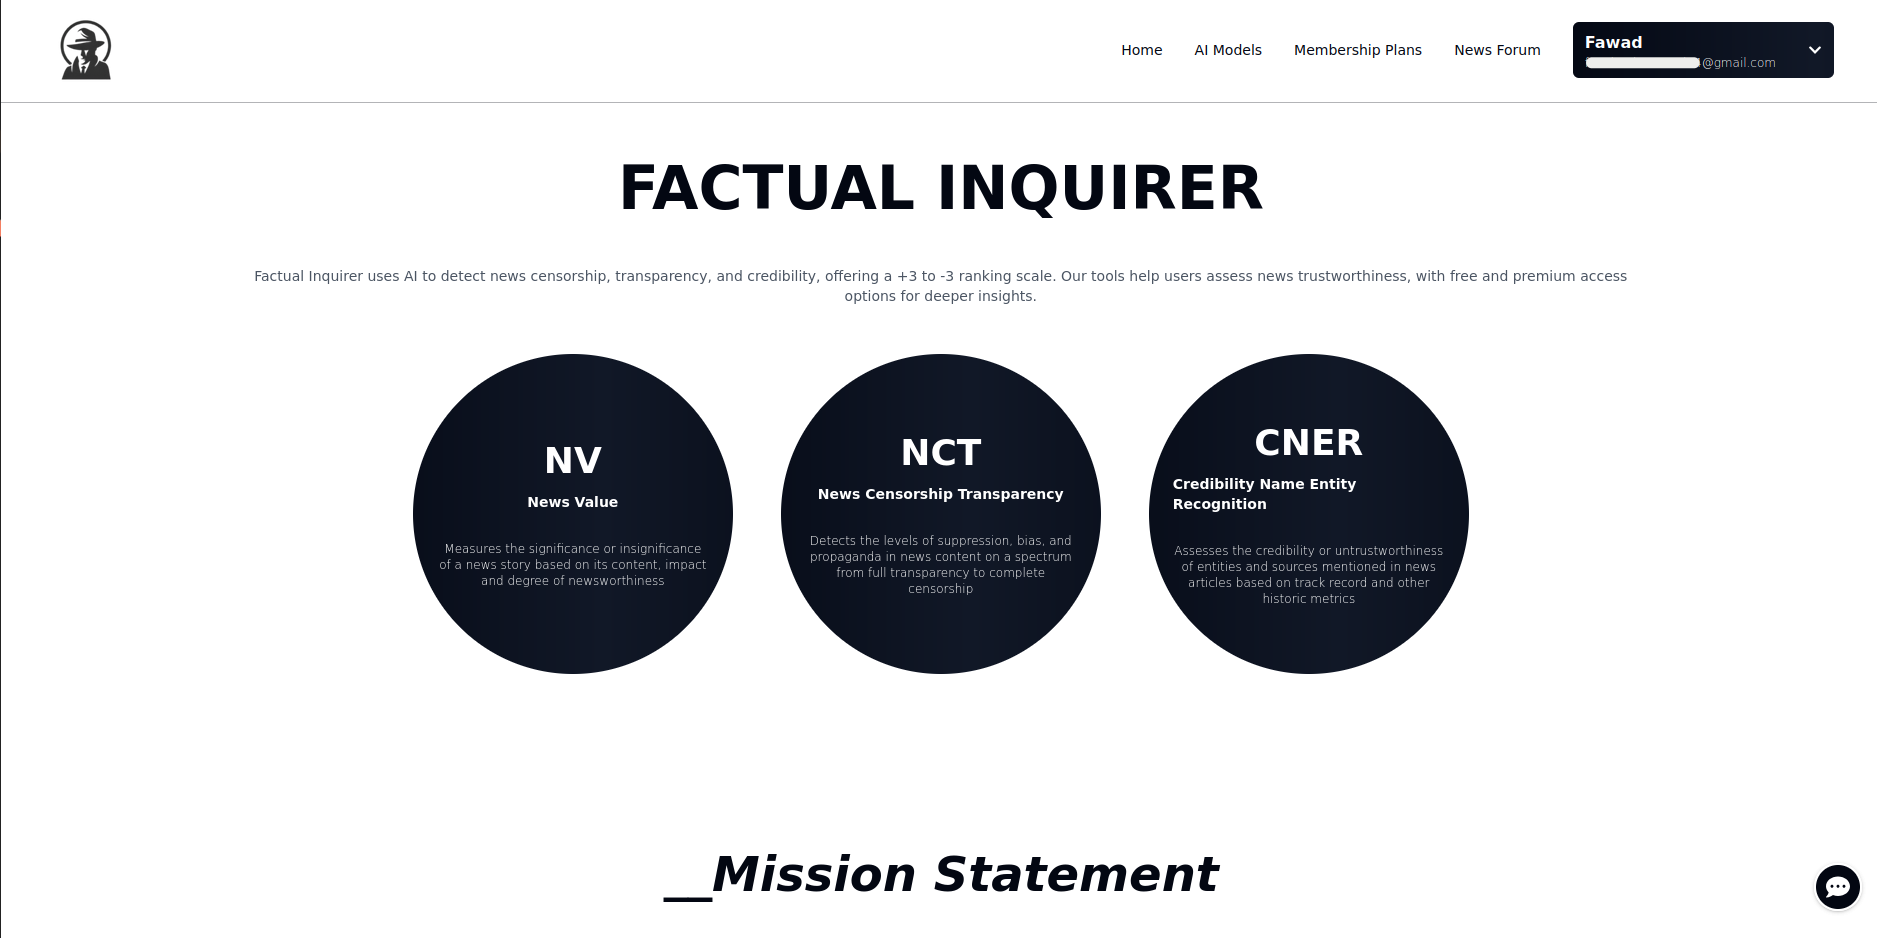 Home AI Models Membership Plans News Forum
Fawad
@gmail.com
FACTUAL INQUIRER
Factual Inquirer uses AI to detect news censorship, transparency, and credibility, offering a +3 to -3 ranking scale. Our tools help users assess news trustworthiness, with free and premium access
options for deeper insights.
NV
News Value
Measures the significance or insignificance
of a news story based on its content, impact
and degree of newsworthiness
NCT
News Censorship Transparency
Detects the levels of suppression, bias, and
propaganda in news content on a spectrum
from full transparency to complete
censorship
CNER
Credibility Name Entity
Recognition
Assesses the credibility or untrustworthiness
of entities and sources mentioned in news
articles based on track record and other
historic metrics
__Mission Statement